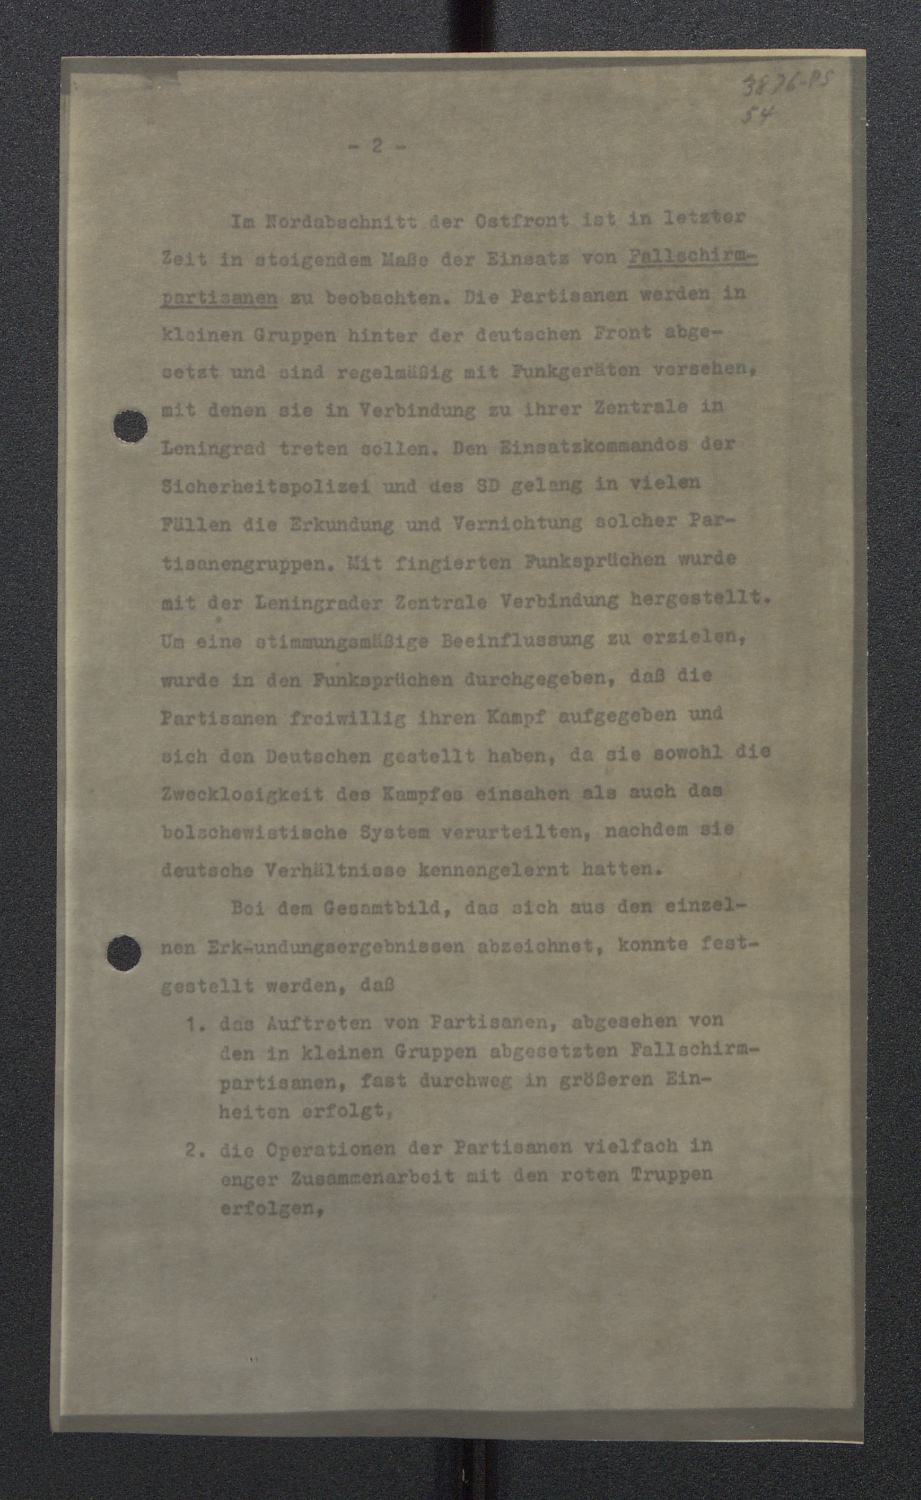 3876-PS
54
- 2 -
Im Nordabschnitt der Ostfront ist in letzter
Zeit in steigendem Maße der Einsatz von Fallschirm-
partisanen zu beobachten. Die Partisanen werden in
kleinen Gruppen hinter der deutschen Front abge-
setzt und sind regelmäßig mit Funkgeräten versehen,
mit denen sie in Verbindung zu ihrer Zentrale in
Leningrad treten sollen. Den Einsatzkommandos der
Sicherheitspolizei und des SD gelang in vielen
Fällen die Erkundung und Vernichtung solcher Par-
tisanengruppen. Mit fingierten Funksprüchen wurde
mit der Leningrader Zentrale Verbindung hergestellt.
Um eine stimmungsmäßige Beeinflussung zu erzielen,
wurde in den Funksprüchen durchgegeben, daß die
Partisanen freiwillig ihren Kampf aufgegeben und
sich den Deutschen gestellt haben, da sie sowohl die
Zwecklosigkeit des Kampfes einsahen als auch das
bolschewistische System verurteilten, nachdem sie
deutsche Verhältnisse kennengelernt hatten.
Bei dem Gesamtbild, das sich aus den einzel-
nen Erk-undungsergebnissen abzeichnet, konnte fest-
gestellt werden, daß
1. das Auftreten von Partisanen, abgesehen von
den in kleinen Gruppen abgesetzten Fallschirm-
partisanen, fast durchweg in größeren Ein-
heiten erfolgt,
2. die Operationen der Partisanen vielfach in
enger Zusammenarbeit mit den roten Truppen
erfolgen,